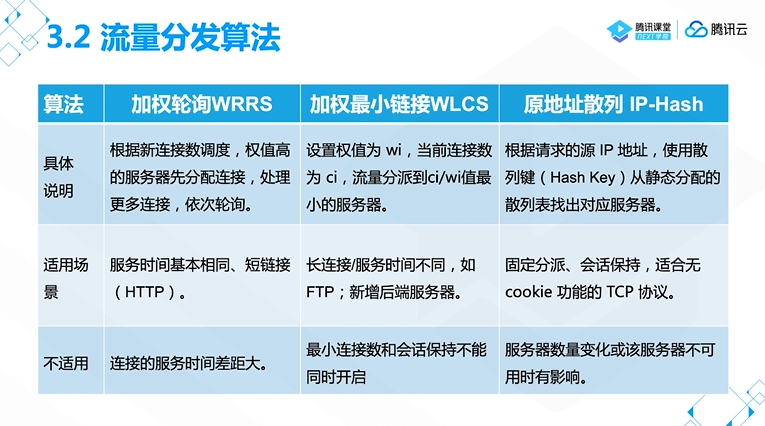 3.2 流量分发算法
腾讯课堂
NEXT学院
腾讯云
算法
加权轮询WRRS
加权最小链接WLCS
原地址散列 IP-Hash
具体
说明
根据新连接数调度，权值高
的服务器先分配连接，处理
更多连接，依次轮询。
设置权值为 wi，当前连接数
为 ci，流量分派到ci/wi值最
小的服务器。
根据请求的源 IP 地址，使用散
列键（Hash Key）从静态分配的
散列表找出对应服务器。
适用场
景
服务时间基本相同、短链接
（HTTP）。
长连接/服务时间不同，如
FTP；新增后端服务器。
固定分派、会话保持，适合无
cookie 功能的 TCP 协议。
不适用
连接的服务时间差距大。
最小连接数和会话保持不能
同时开启
服务器数量变化或该服务器不可
用时有影响。